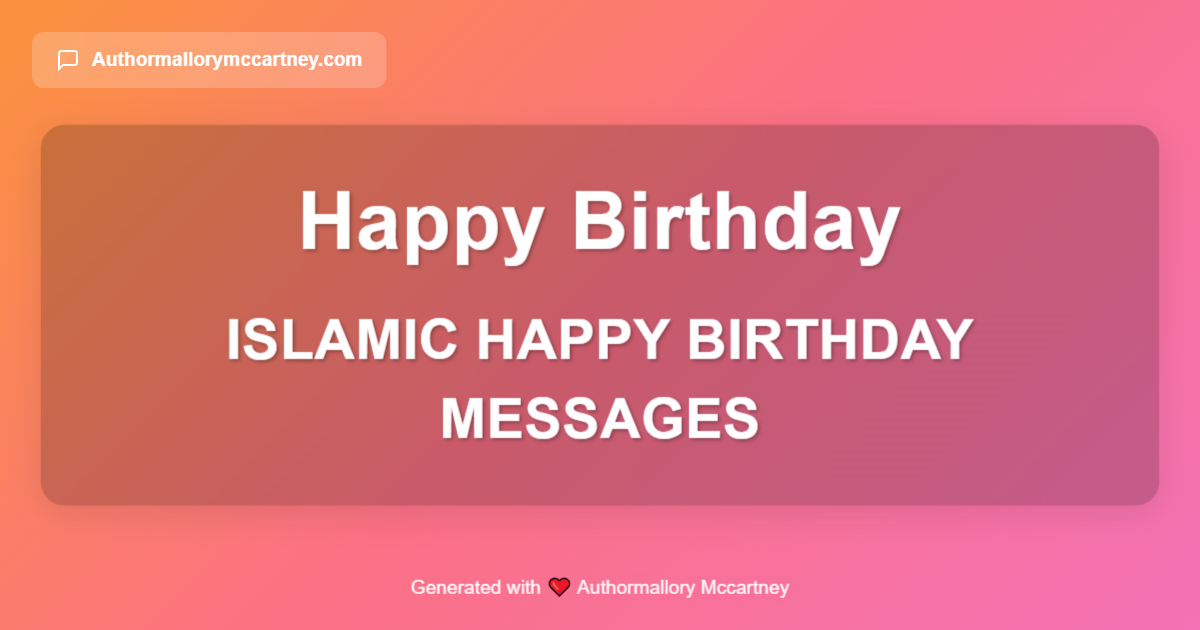 Authormallorymccartney.com
Happy Birthday
ISLAMIC HAPPY BIRTHDAY
MESSAGES
Generated with ❤ Authormallory Mccartney